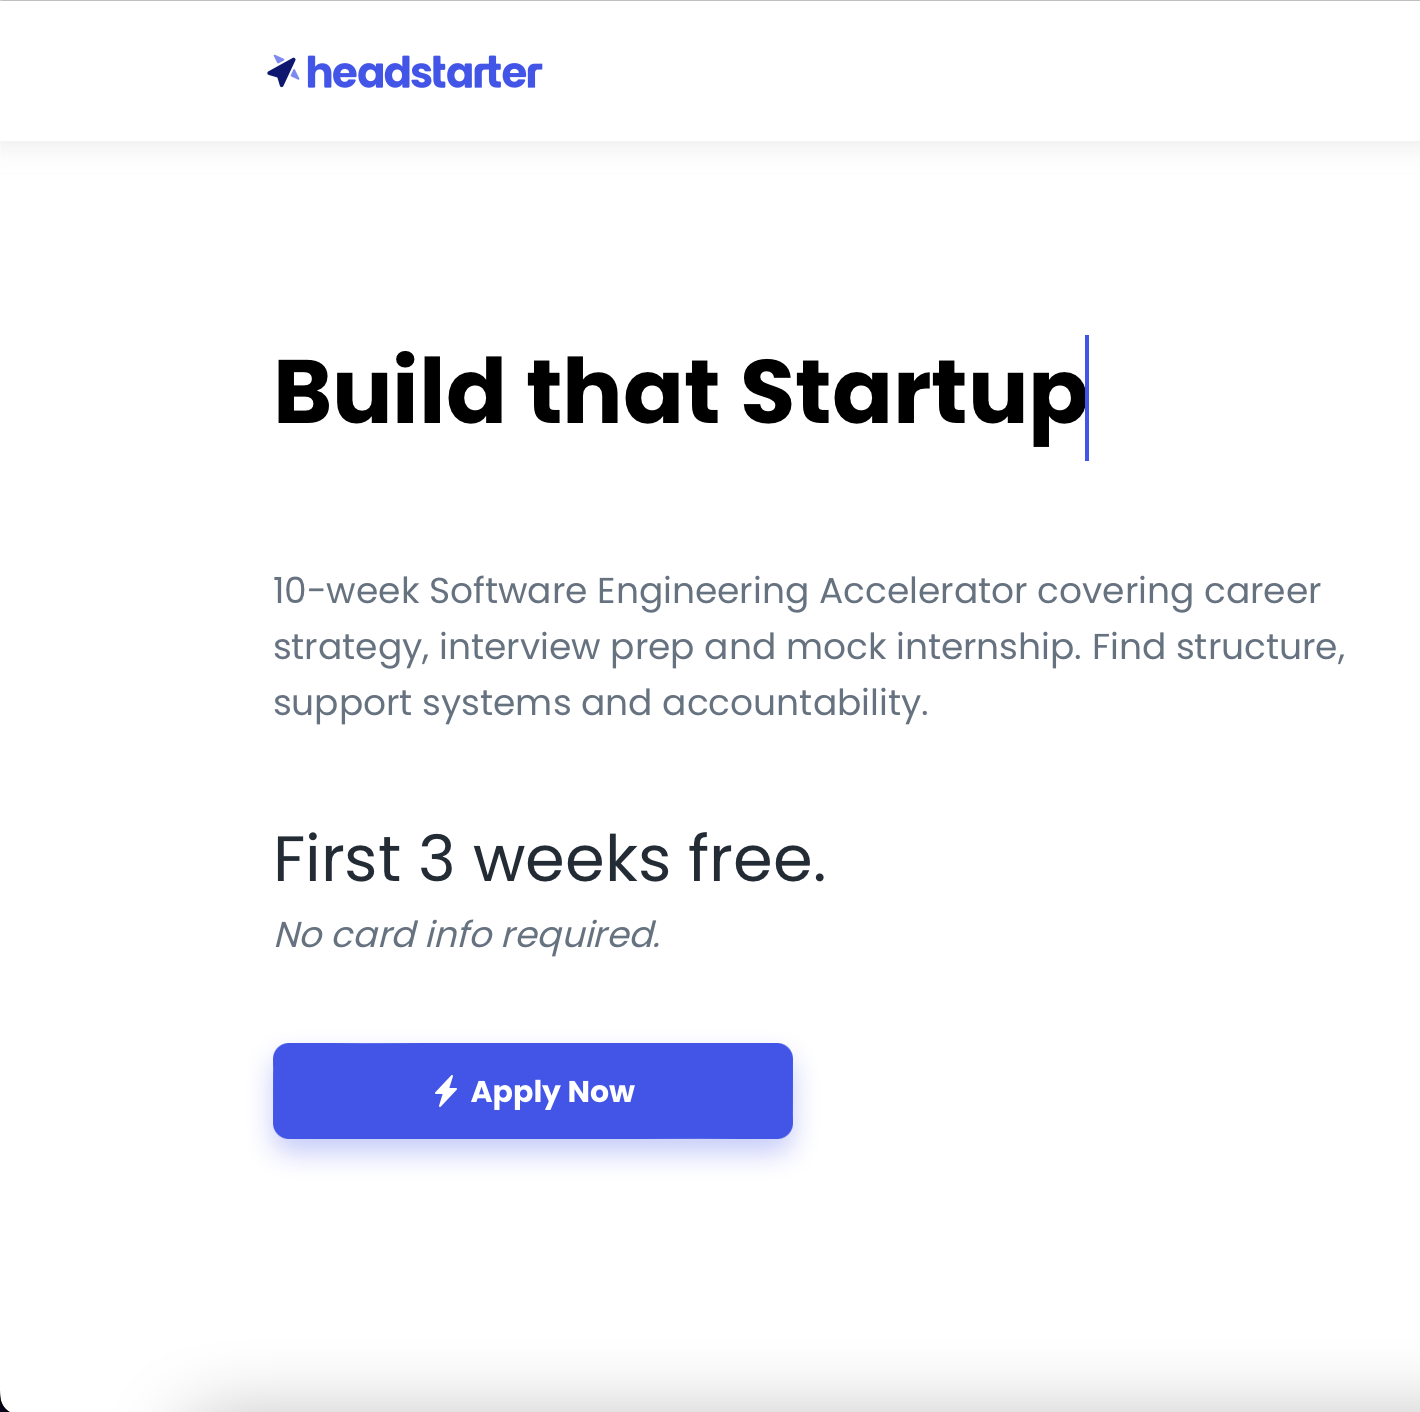 headstarter
Build that Startup
10-week Software Engineering Accelerator covering career
strategy, interview prep and mock internship. Find structure,
support systems and accountability.
First 3 weeks free.
No card info required.
Apply Now